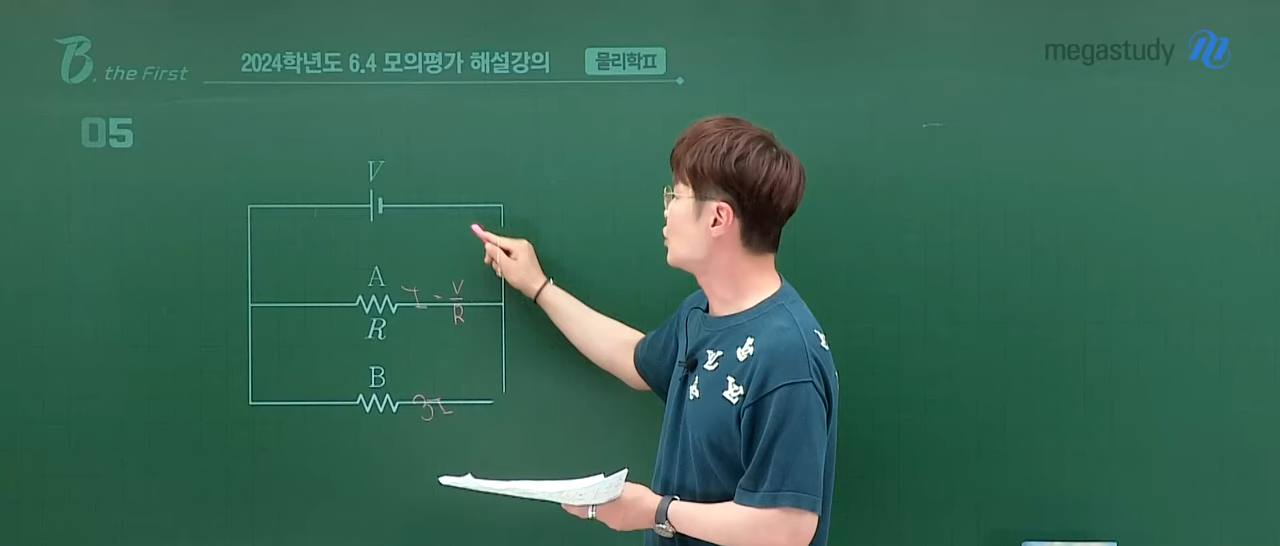 B. the First
2024학년도 6.4 모의평가 해설강의
물리학Ⅱ
megastudy
05
V
A
I = V/R
R
B
3I